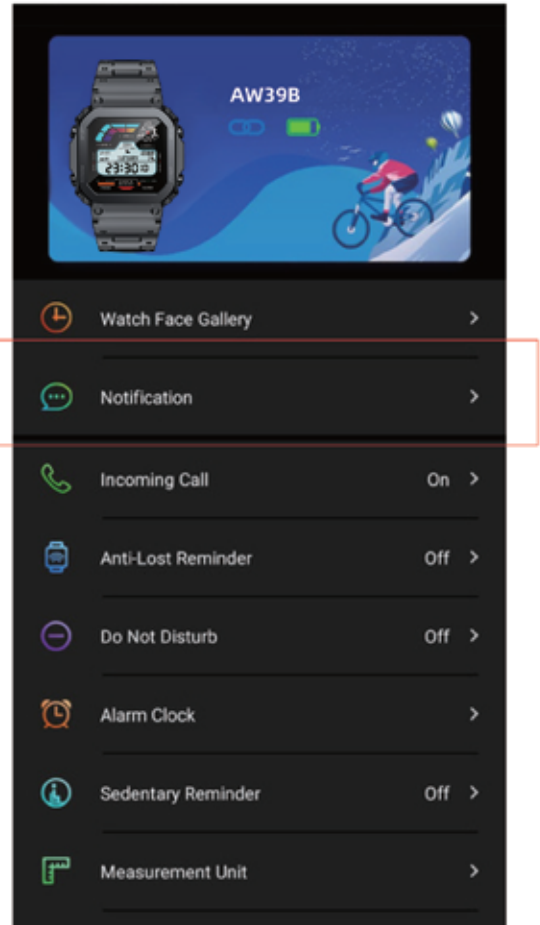 AW39B
23:30
Watch Face Gallery
Notification
Incoming Call On
Anti-Lost Reminder Off
Do Not Disturb Off
Alarm Clock
Sedentary Reminder Off
Measurement Unit